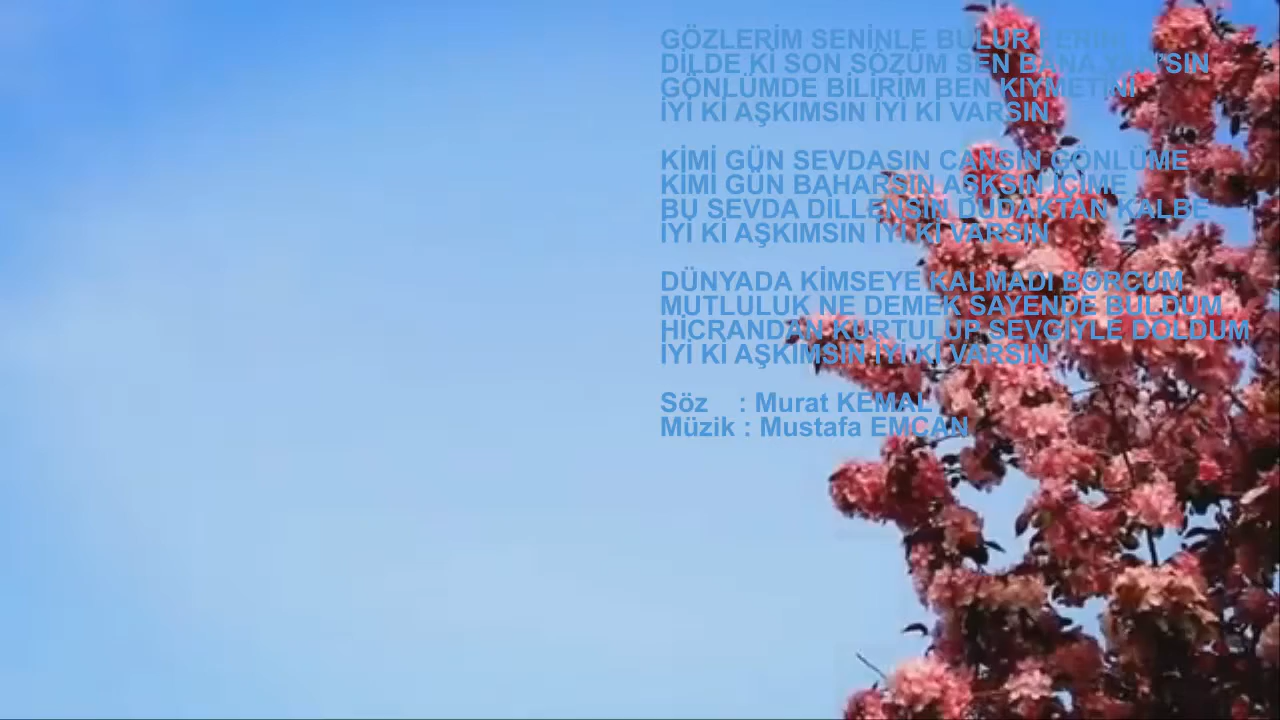 GÖZLERİM SENİNLE BULUR FERİNİ
DİLDE Kİ SON SÖZÜM SEN BANA YAR'SIN
GÖNLÜMDE BİLİRİM BEN KIYMETİNİ
İYİ Kİ AŞKIMSIN İYİ Kİ VARSIN
KİMİ GÜN SEVDASIN CANSIN GÖNLÜME
KİMİ GÜN BAHARSIN AŞKSIN İÇİME
BU SEVDA DİLLENSİN DUDAKTAN KALBE
İYİ Kİ AŞKIMSIN İYİ Kİ VARSIN
DÜNYADA KİMSEYE KALMADI BORCUM
MUTLULUK NE DEMEK SAYENDE BULDUM
HİCRANDAN KURTULUP SEVGİYLE DOLDUM
İYİ Kİ AŞKIMSIN İYİ Kİ VARSIN
Söz : Murat KEMAL
Müzik : Mustafa EMCAN